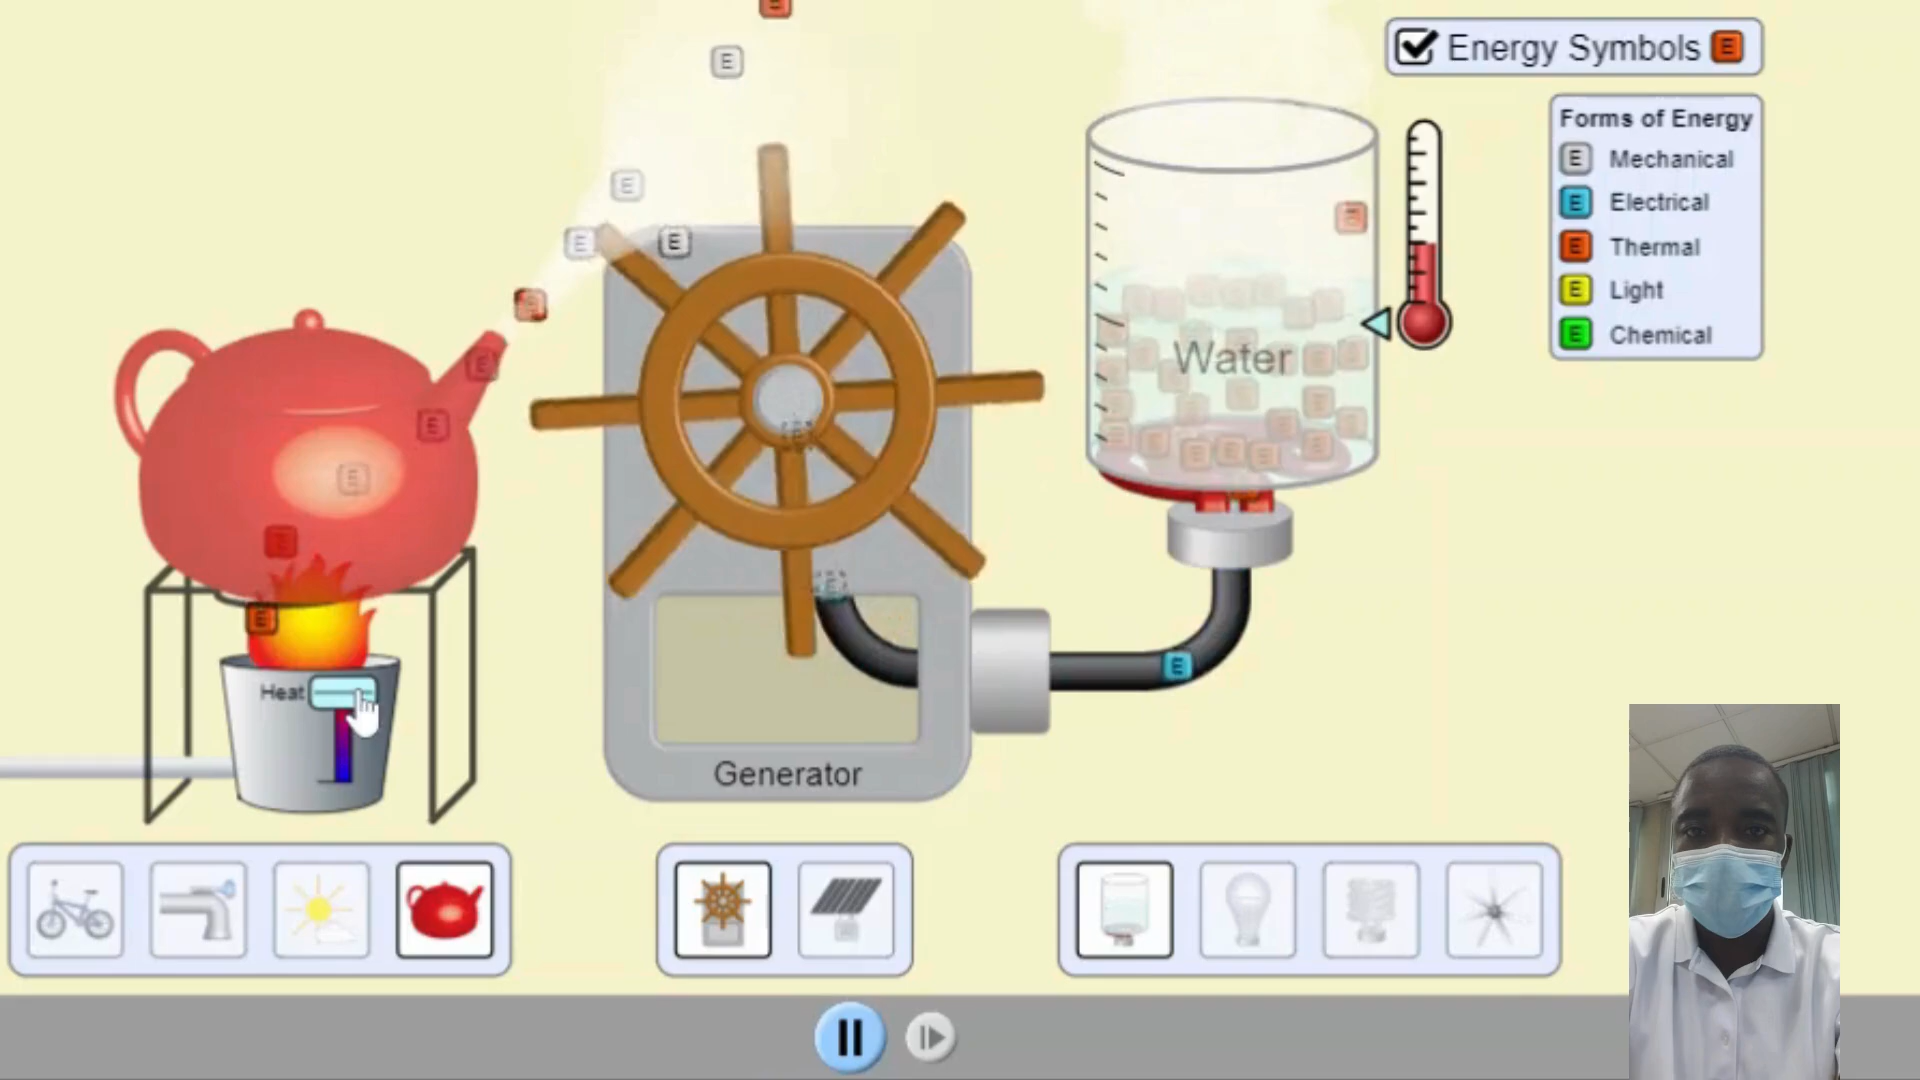 Energy Symbols E
Forms of Energy
E Mechanical
E Electrical
E Thermal
E Light
E Chemical
Water
Heat
Generator